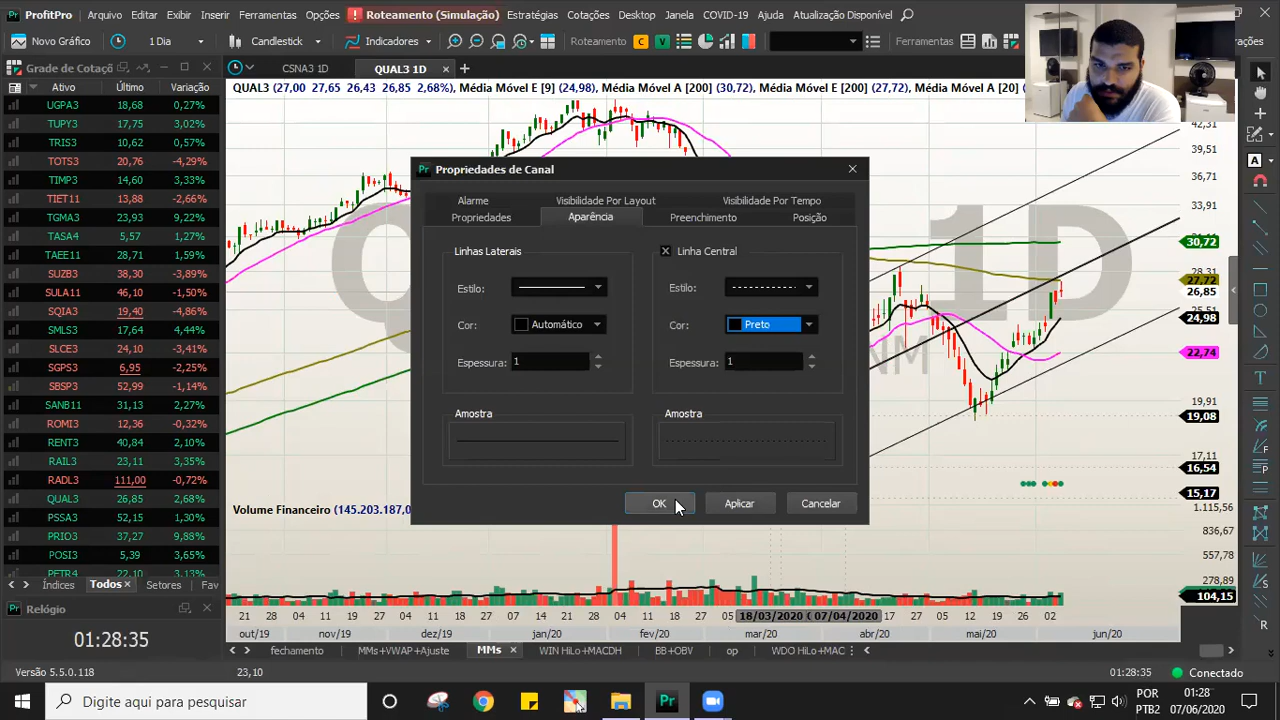 ProfitPro Arquivo Editar Exibir Inserir Ferramentas Opções Roteamento (Simulação) Estratégias Cotações Desktop Janela COVID-19 Ajuda Atualização Disponível
Novo Gráfico 1 Dia Candlestick Indicadores Roteamento C V Ferramentas
Grade de Cotaçõ
CSNA3 1D QUAL3 1D
Ativo Último Variação
QUAL3 (27,00 27,65 26,43 26,85 2,68%), Média Móvel E [9] (24,98), Média Móvel A [200] (30,72), Média Móvel E [200] (27,72), Média Móvel A [20]
UGPA3 18,68 0,27%
TUPY3 17,75 3,02%
TRIS3 10,62 0,57%
TOTS3 20,76 -4,29%
TIMP3 14,60 3,33%
TIET11 13,88 -2,66%
TGMA3 23,93 9,22%
TASA4 5,57 1,27%
TAEE11 28,71 1,59%
SUZB3 38,30 -3,89%
SULA11 46,10 -1,50%
SQIA3 19,40 -4,86%
SMLS3 17,64 4,44%
SLCE3 24,10 -3,41%
SGPS3 6,95 -2,25%
SBSP3 52,99 -1,14%
SANB11 31,13 2,27%
ROMI3 12,36 -2,68%
RENT3 40,84 2,10%
RAIL3 23,11 3,35%
RADL3 111,00 -0,72%
QUAL3 26,85 2,68%
PSSA3 52,15 1,30%
PRIO3 37,27 9,88%
POSI3 5,39 3,65%
PETR4 22,10 3,13%
Índices Todos Setores Fav
Relógio
01:28:35
Propriedades de Canal
Alarme Visibilidade Por Layout Visibilidade Por Tempo
Propriedades Aparência Preenchimento Posição
Linhas Laterais Linha Central
Estilo: Estilo:
Cor: Automático Cor: Preto
Espessura: 1 Espessura: 1
Amostra Amostra
OK Aplicar Cancelar
42,31
39,51
36,71
33,91
30,72
28,31
27,72
26,85
25,51
24,98
22,74
19,91
19,08
17,11
16,54
15,17
Volume Financeiro (145.203.187,0
1.115,56
836,67
557,78
278,89
104,15
21 28 04 11 18 27 04 11 18 27 07 14 21 28 04 11 18 27 05 18/03/2020 07/04/2020 17 27 05 12 19 26 02
out/19 nov/19 dez/19 jan/20 fev/20 mar/20 abr/20 mai/20 jun/20
fechamento MMs+VWAP+Ajuste MMs WIN HiLo+MACDH BB+OBV op WDO HiLo+MAC
Versão 5.5.0.118 23,10 01:28:35 Conectado
Digite aqui para pesquisar
POR 01:28
PTB2 07/06/2020